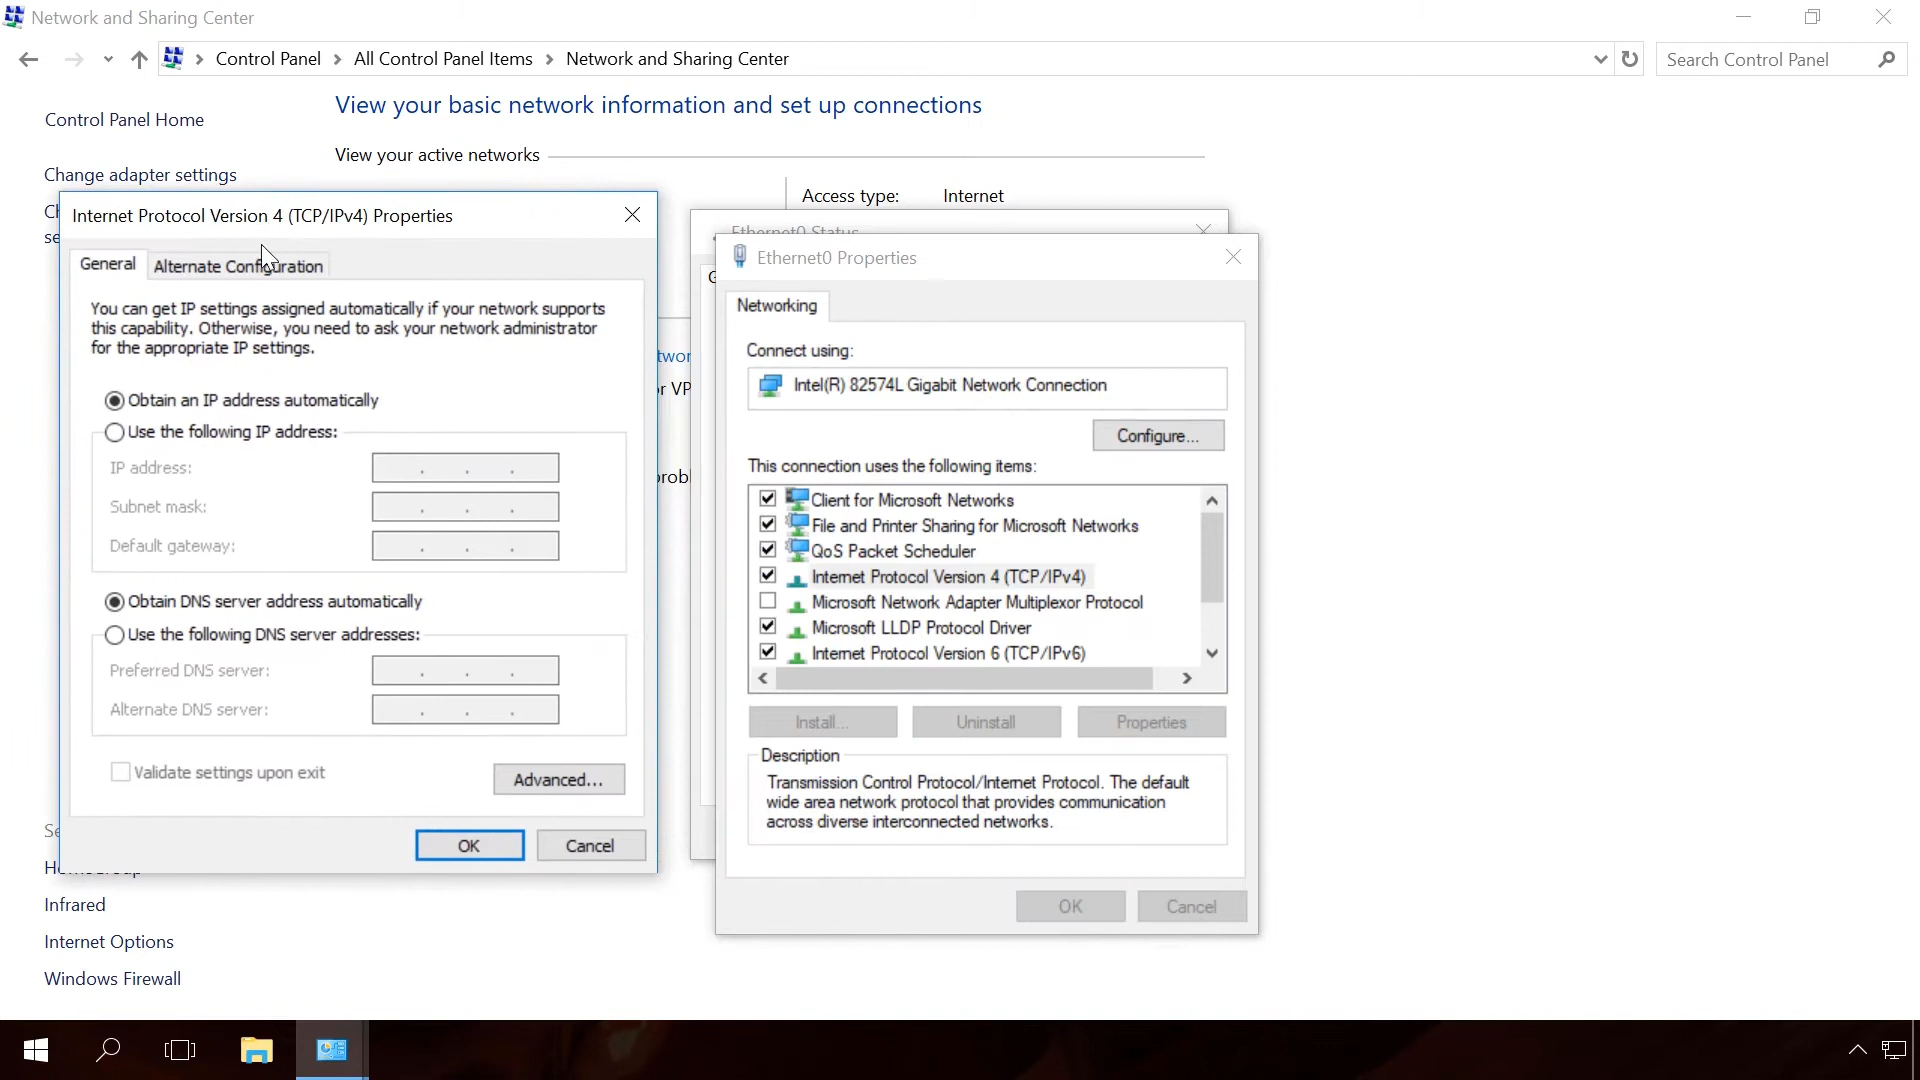 Network and Sharing Center
Control Panel
All Control Panel Items
Network and Sharing Center
Search Control Panel
Control Panel Home
View your basic network information and set up connections
View your active networks
Change adapter settings
Access type: Internet
Internet Protocol Version 4 (TCP/IPv4) Properties
General
Alternate Configuration
You can get IP settings assigned automatically if your network supports
this capability. Otherwise, you need to ask your network administrator
for the appropriate IP settings.
Obtain an IP address automatically
Use the following IP address:
IP address:
Subnet mask:
Default gateway:
Obtain DNS server address automatically
Use the following DNS server addresses:
Preferred DNS server:
Alternate DNS server:
Validate settings upon exit
Advanced...
OK
Cancel
Ethernet0 Status
Ethernet0 Properties
Networking
Connect using:
Intel(R) 82574L Gigabit Network Connection
Configure...
This connection uses the following items:
Client for Microsoft Networks
File and Printer Sharing for Microsoft Networks
QoS Packet Scheduler
Internet Protocol Version 4 (TCP/IPv4)
Microsoft Network Adapter Multiplexor Protocol
Microsoft LLDP Protocol Driver
Internet Protocol Version 6 (TCP/IPv6)
Install...
Uninstall
Properties
Description
Transmission Control Protocol/Internet Protocol. The default
wide area network protocol that provides communication
across diverse interconnected networks.
OK
Cancel
Infrared
Internet Options
Windows Firewall